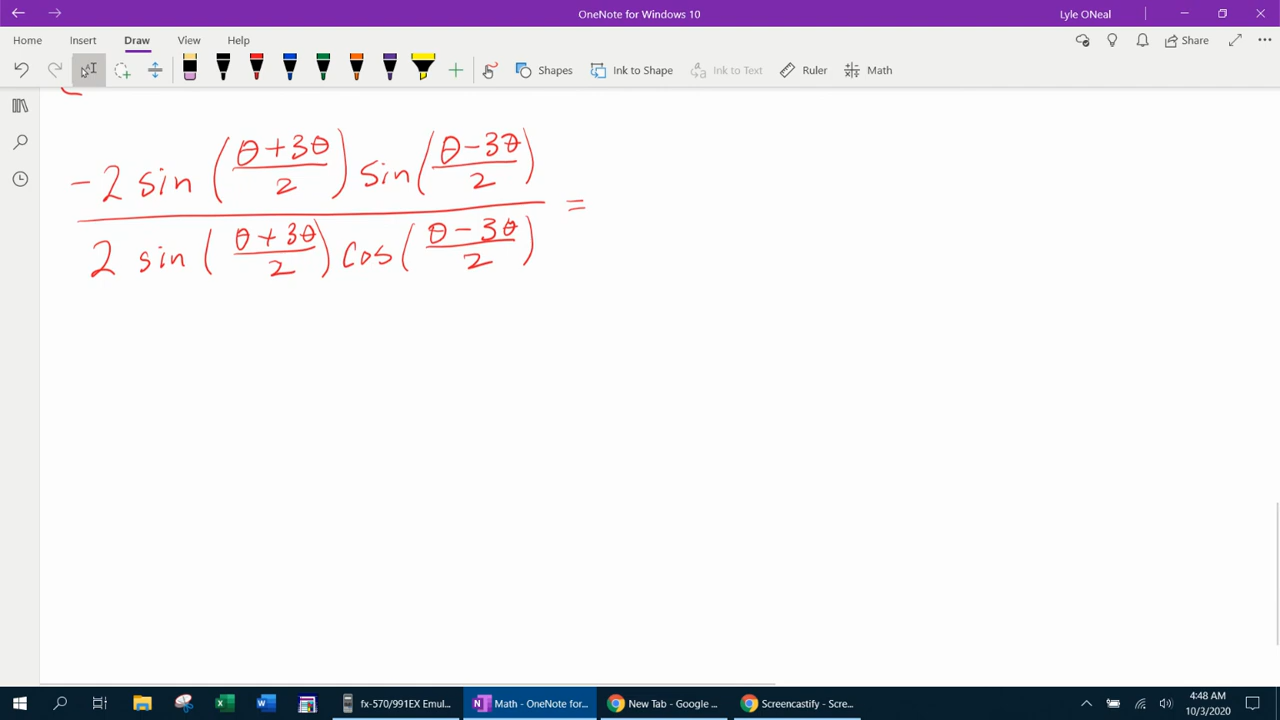 OneNote for Windows 10
Lyle ONeal
Home Insert Draw View Help
Share
Shapes Ink to Shape Ink to Text Ruler Math
-2 sin ((θ+3θ)/2) sin ((θ-3θ)/2)
2 sin ((θ+3θ)/2) cos ((θ-3θ)/2)
=
fx-570/991EX Emul...
Math - OneNote for...
New Tab - Google ...
Screencastify - Scre...
4:48 AM
10/3/2020